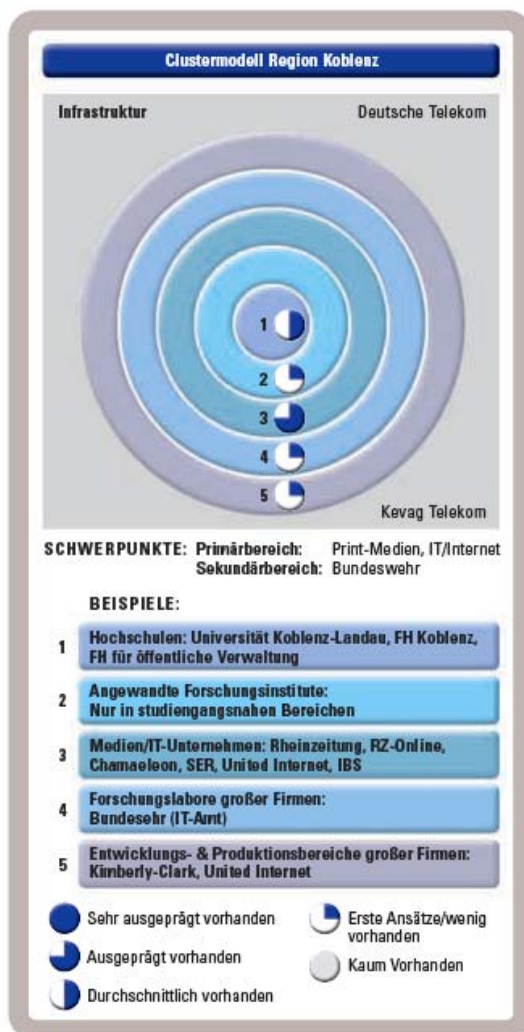 Clustermodell Region Koblenz
Infrastruktur Deutsche Telekom
1
2
3
4
5
Kevag Telekom
SCHWERPUNKTE: Primärbereich: Print-Medien, IT/Internet
Sekundärbereich: Bundeswehr
BEISPIELE:
1 Hochschulen: Universität Koblenz-Landau, FH Koblenz,
FH für öffentliche Verwaltung
2 Angewandte Forschungsinstitute:
Nur in studiengangsnahen Bereichen
3 Medien/IT-Unternehmen: Rheinzeitung, RZ-Online,
Chamaeleon, SER, United Internet, IBS
4 Forschungslabore großer Firmen:
Bundesehr (IT-Amt)
5 Entwicklungs- & Produktionsbereiche großer Firmen:
Kimberly-Clark, United Internet
Sehr ausgeprägt vorhanden
Ausgeprägt vorhanden
Durchschnittlich vorhanden
Erste Ansätze/wenig
vorhanden
Kaum Vorhanden